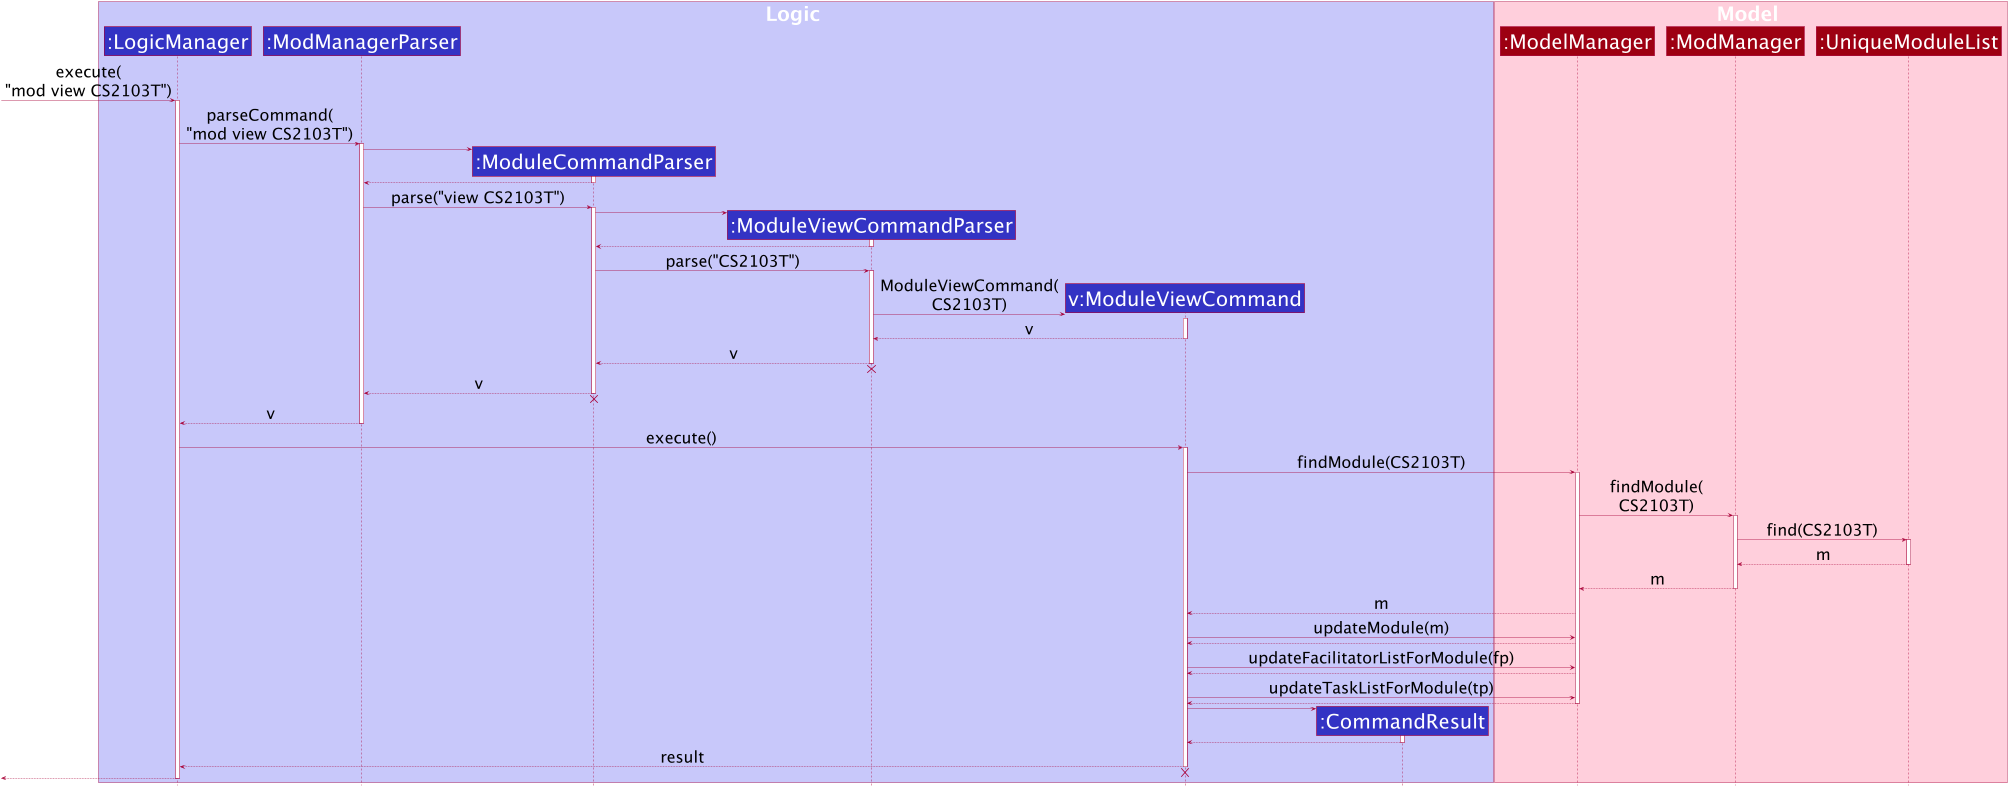 Logic
Model
:LogicManager
:ModManagerParser
:ModelManager
:ModManager
:UniqueModuleList
execute(
"mod view CS2103T")
parseCommand(
"mod view CS2103T")
:ModuleCommandParser
parse("view CS2103T")
:ModuleViewCommandParser
parse("CS2103T")
ModuleViewCommand(
CS2103T)
v:ModuleViewCommand
v
v
v
v
execute()
findModule(CS2103T)
findModule(
CS2103T)
find(CS2103T)
m
m
m
updateModule(m)
updateFacilitatorListForModule(fp)
updateTaskListForModule(tp)
:CommandResult
result